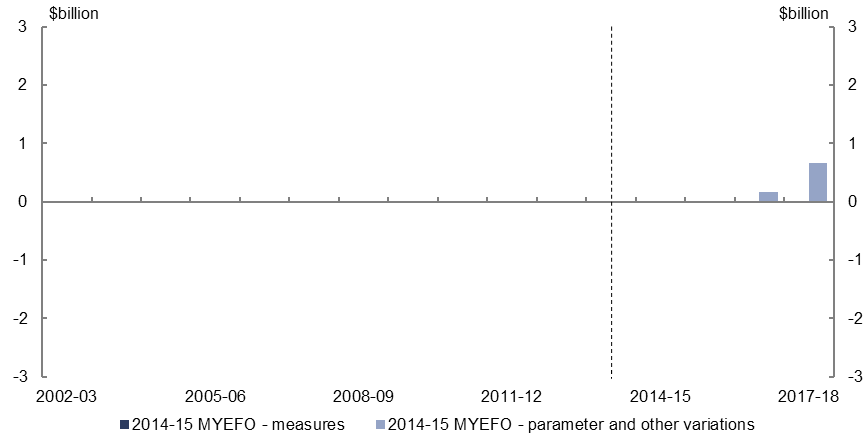 $billion $billion
3 3
2 2
1 1
0 0
-1 -1
-2 -2
-3 -3
2002-03 2005-06 2008-09 2011-12 2014-15 2017-18
2014-15 MYEFO - measures 2014-15 MYEFO - parameter and other variations